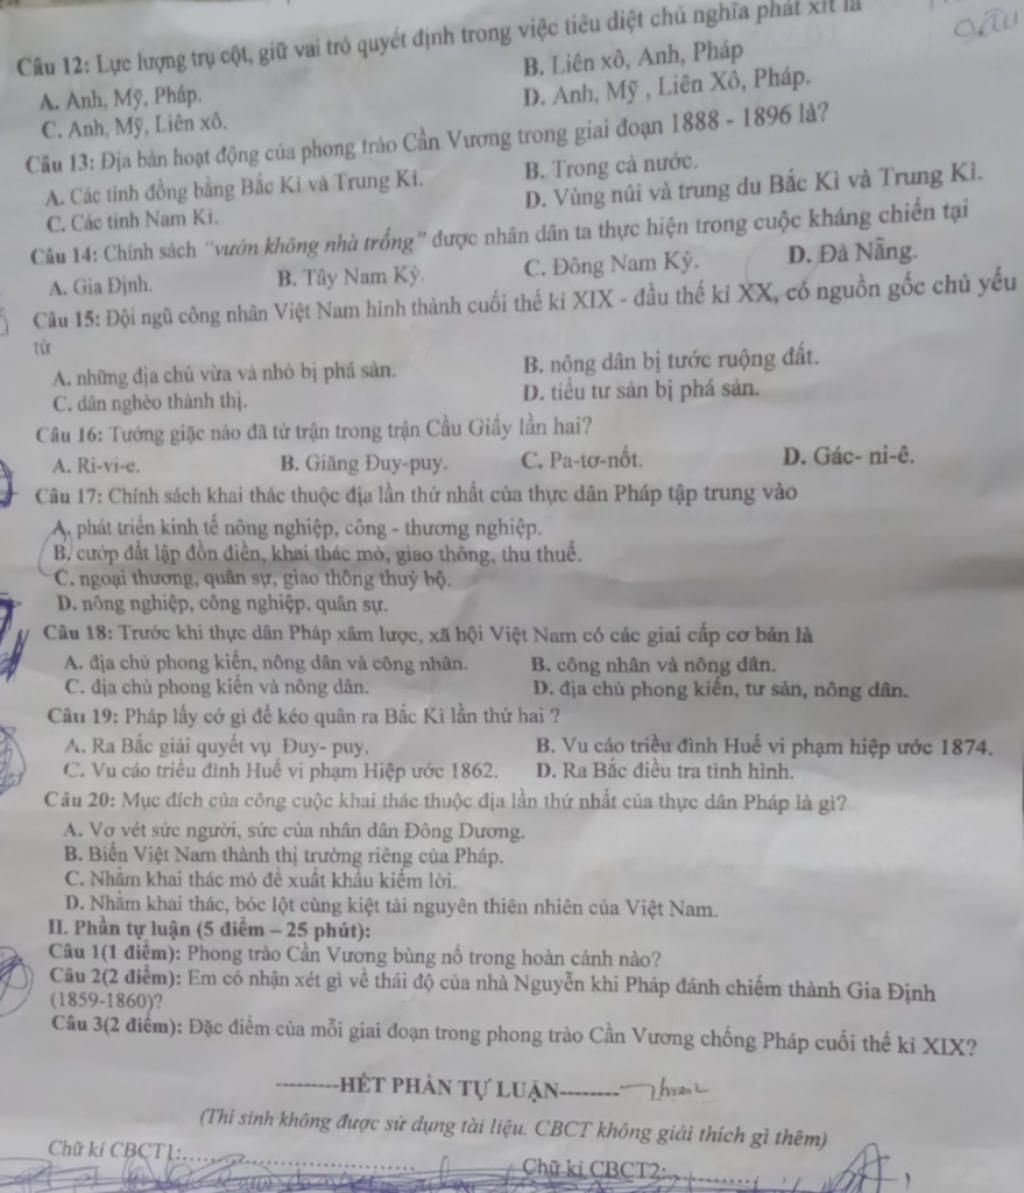 Câu 12: Lực lượng trụ cột, giữ vai trò quyết định trong việc tiêu diệt chủ nghĩa phát xít là
A. Anh, Mỹ, Pháp.
B. Liên xô, Anh, Pháp
C. Anh, Mỹ, Liên xô.
D. Anh, Mỹ , Liên Xô, Pháp.
Câu 13: Địa bàn hoạt động của phong trào Cần Vương trong giai đoạn 1888 - 1896 là?
A. Các tỉnh đồng bằng Bắc Kì và Trung Kì.
B. Trong cả nước.
C. Các tỉnh Nam Kì.
D. Vùng núi và trung du Bắc Kì và Trung Kì.
Câu 14: Chính sách "vườn không nhà trống" được nhân dân ta thực hiện trong cuộc kháng chiến tại
A. Gia Định. B. Tây Nam Kỳ. C. Đông Nam Kỳ. D. Đà Nẵng.
Câu 15: Đội ngũ công nhân Việt Nam hình thành cuối thế kỉ XIX - đầu thế kỉ XX, có nguồn gốc chủ yếu
từ
A. những địa chủ vừa và nhỏ bị phá sản.
B. nông dân bị tước ruộng đất.
C. dân nghèo thành thị.
D. tiểu tư sản bị phá sản.
Câu 16: Tướng giặc nào đã tử trận trong trận Cầu Giấy lần hai?
A. Ri-vi-e. B. Giăng Đuy-puy. C. Pa-tơ-nốt. D. Gác- ni-ê.
Câu 17: Chính sách khai thác thuộc địa lần thứ nhất của thực dân Pháp tập trung vào
A. phát triển kinh tế nông nghiệp, công - thương nghiệp.
B. cướp đất lập đồn điền, khai thác mỏ, giao thông, thu thuế.
C. ngoại thương, quân sự, giao thông thuỷ bộ.
D. nông nghiệp, công nghiệp, quân sự.
Câu 18: Trước khi thực dân Pháp xâm lược, xã hội Việt Nam có các giai cấp cơ bản là
A. địa chủ phong kiến, nông dân và công nhân.
B. công nhân và nông dân.
C. địa chủ phong kiến và nông dân.
D. địa chủ phong kiến, tư sản, nông dân.
Câu 19: Pháp lấy cớ gì để kéo quân ra Bắc Kì lần thứ hai ?
A. Ra Bắc giải quyết vụ Đuy- puy.
B. Vu cáo triều đình Huế vi phạm hiệp ước 1874.
C. Vu cáo triều đình Huế vi phạm Hiệp ước 1862.
D. Ra Bắc điều tra tình hình.
Câu 20: Mục đích của công cuộc khai thác thuộc địa lần thứ nhất của thực dân Pháp là gì?
A. Vơ vét sức người, sức của nhân dân Đông Dương.
B. Biến Việt Nam thành thị trường riêng của Pháp.
C. Nhằm khai thác mỏ để xuất khẩu kiếm lời.
D. Nhằm khai thác, bóc lột cùng kiệt tài nguyên thiên nhiên của Việt Nam.
II. Phần tự luận (5 điểm – 25 phút):
Câu 1(1 điểm): Phong trào Cần Vương bùng nổ trong hoàn cảnh nào?
Câu 2(2 điểm): Em có nhận xét gì về thái độ của nhà Nguyễn khi Pháp đánh chiếm thành Gia Định
(1859-1860)?
Câu 3(2 điểm): Đặc điểm của mỗi giai đoạn trong phong trào Cần Vương chống Pháp cuối thế kỉ XIX?
---------HẾT PHẦN TỰ LUẬN--------
(Thí sinh không được sử dụng tài liệu. CBCT không giải thích gì thêm)
Chữ kí CBCT1:........................................ Chữ kí CBCT2:..............